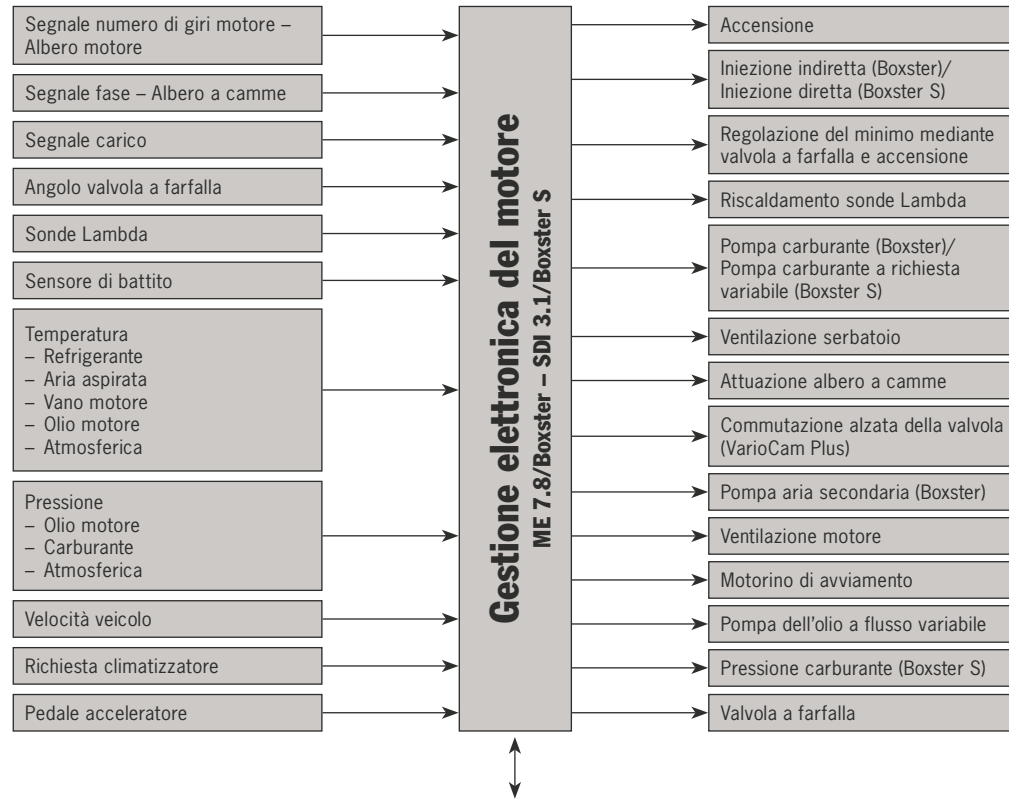 Segnale numero di giri motore –
Albero motore
Segnale fase – Albero a camme
Segnale carico
Angolo valvola a farfalla
Sonde Lambda
Sensore di battito
Temperatura
– Refrigerante
– Aria aspirata
– Vano motore
– Olio motore
– Atmosferica
Pressione
– Olio motore
– Carburante
– Atmosferica
Velocità veicolo
Richiesta climatizzatore
Pedale acceleratore
Gestione elettronica del motore
ME 7.8/Boxster – SDI 3.1/Boxster S
Accensione
Iniezione indiretta (Boxster)/
Iniezione diretta (Boxster S)
Regolazione del minimo mediante
valvola a farfalla e accensione
Riscaldamento sonde Lambda
Pompa carburante (Boxster)/
Pompa carburante a richiesta
variabile (Boxster S)
Ventilazione serbatoio
Attuazione albero a camme
Commutazione alzata della valvola
(VarioCam Plus)
Pompa aria secondaria (Boxster)
Ventilazione motore
Motorino di avviamento
Pompa dell'olio a flusso variabile
Pressione carburante (Boxster S)
Valvola a farfalla